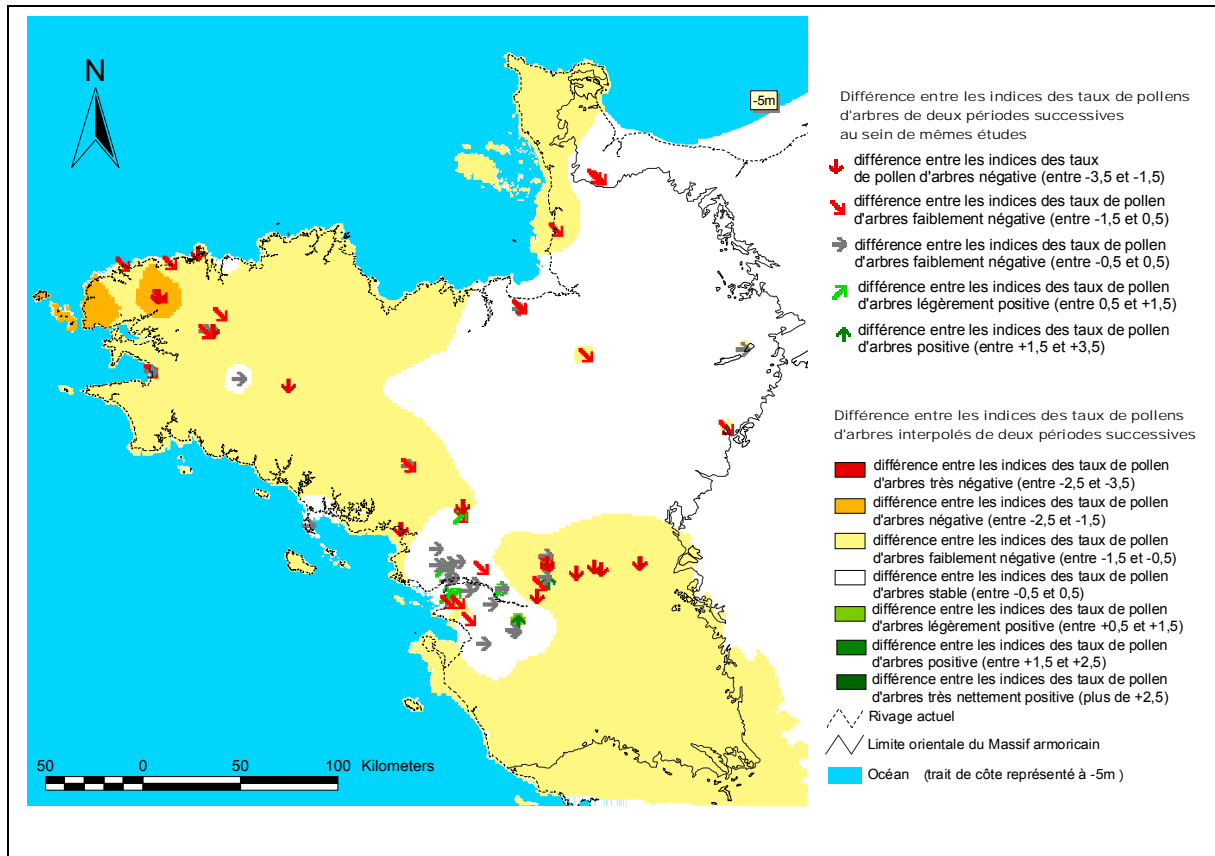 N
-5m
50
0
50
100
Kilometers
Différence entre les indices des taux de pollens
d'arbres de deux périodes successives
au sein de mêmes études
différence entre les indices des taux
de pollen d'arbres négative (entre -3,5 et -1,5)
différence entre les indices des taux de pollen
d'arbres faiblement négative (entre -1,5 et 0,5)
différence entre les indices des taux de pollen
d'arbres faiblement négative (entre -0,5 et 0,5)
différence entre les indices des taux de pollen
d'arbres légèrement positive (entre 0,5 et +1,5)
différence entre les indices des taux de pollen
d'arbres positive (entre +1,5 et +3,5)
Différence entre les indices des taux de pollens
d'arbres interpolés de deux périodes successives
différence entre les indices des taux de pollen
d'arbres très négative (entre -2,5 et -3,5)
différence entre les indices des taux de pollen
d'arbres négative (entre -2,5 et -1,5)
différence entre les indices des taux de pollen
d'arbres faiblement négative (entre -1,5 et -0,5)
différence entre les indices des taux de pollen
d'arbres stable (entre -0,5 et 0,5)
différence entre les indices des taux de pollen
d'arbres légèrement positive (entre +0,5 et +1,5)
différence entre les indices des taux de pollen
d'arbres positive (entre +1,5 et +2,5)
différence entre les indices des taux de pollen
d'arbres très nettement positive (plus de +2,5)
Rivage actuel
Limite orientale du Massif armoricain
Océan (trait de côte représenté à -5m )